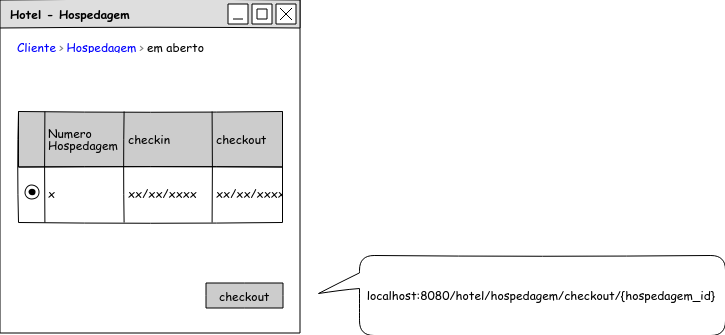 Hotel - Hospedagem
Cliente > Hospedagem > em aberto
Numero
Hospedagem
checkin
checkout
x
xx/xx/xxxx
xx/xx/xxxx
checkout
localhost:8080/hotel/hospedagem/checkout/{hospedagem_id}